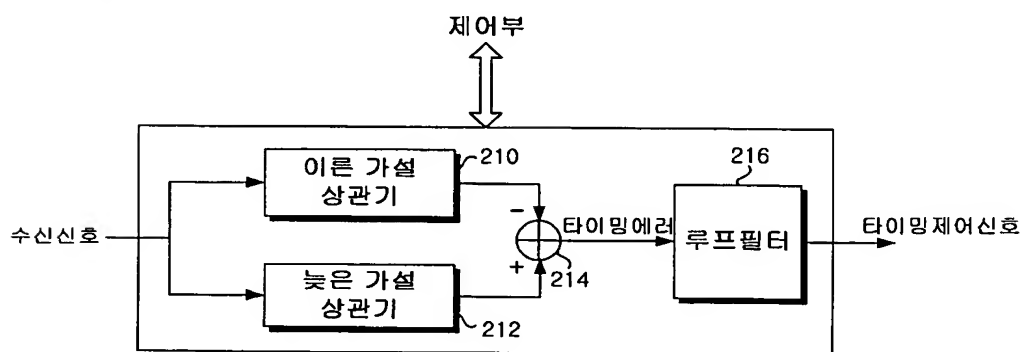 제어부
이른 가설
상관기
210
216
수신신호
-
타이밍에러
루프필터
타이밍제어신호
+
214
늦은 가설
상관기
212